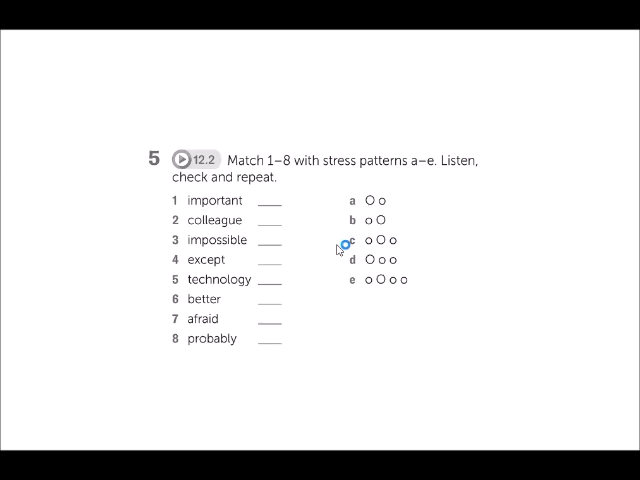 5 12.2 Match 1–8 with stress patterns a–e. Listen,
check and repeat.
1 important ____ a O o
2 colleague ____ b o O
3 impossible ____ c o O o
4 except ____ d O o o
5 technology ____ e o O o o
6 better ____
7 afraid ____
8 probably ____